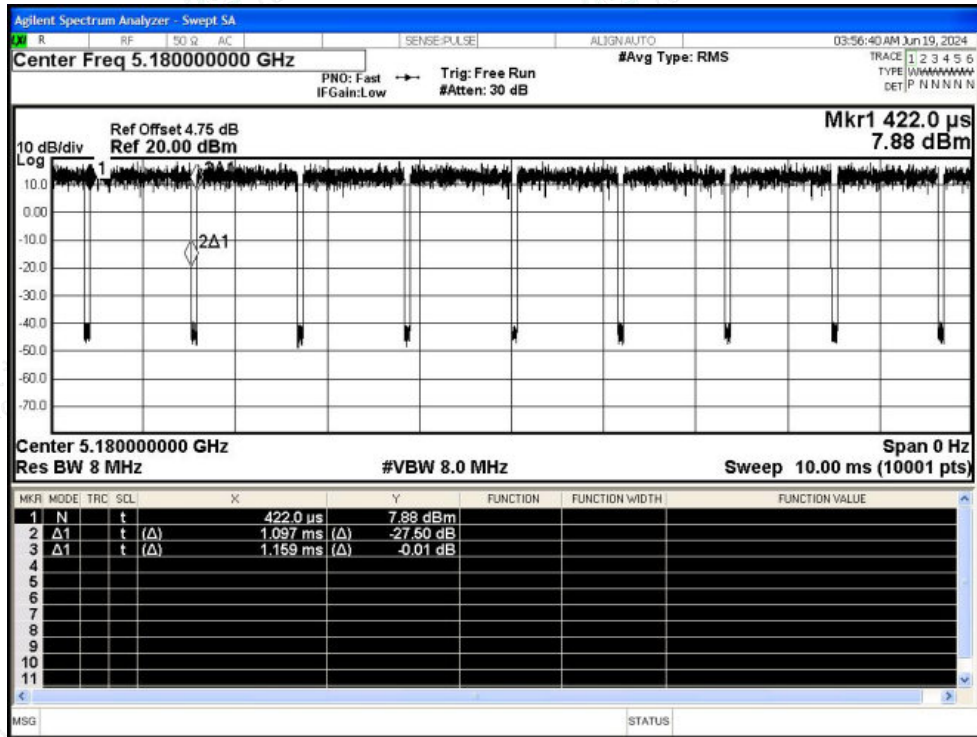 Agilent Spectrum Analyzer - Swept SA
LXI R RF 50 Ω AC SENSE:PULSE ALIGN AUTO 03:56:40 AM Jun 19, 2024
Center Freq 5.180000000 GHz #Avg Type: RMS TRACE 1 2 3 4 5 6
PNO: Fast Trig: Free Run TYPE
IFGain:Low #Atten: 30 dB DET P N N N N N
Mkr1 422.0 µs
Ref Offset 4.75 dB
10 dB/div Ref 20.00 dBm 7.88 dBm
Log
1
10.0
0.00
2Δ1
-10.0
-20.0
-30.0
-40.0
-50.0
-60.0
-70.0
Center 5.180000000 GHz Span 0 Hz
Res BW 8 MHz #VBW 8.0 MHz Sweep 10.00 ms (10001 pts)
MKR MODE TRC SCL X Y FUNCTION FUNCTION WIDTH FUNCTION VALUE
1 N t 422.0 µs 7.88 dBm
2 Δ1 t (Δ) 1.097 ms (Δ) -27.50 dB
3 Δ1 t (Δ) 1.159 ms (Δ) -0.01 dB
4
5
6
7
8
9
10
11
MSG STATUS